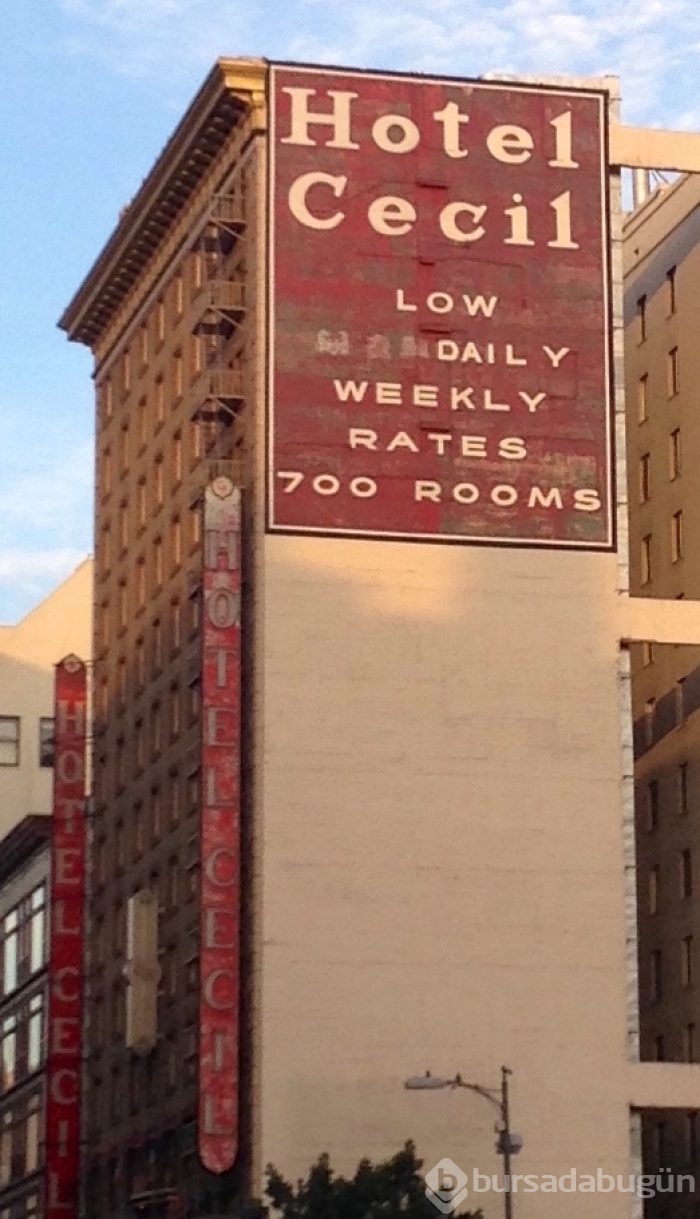 Hotel
Cecil
LOW
DAILY
WEEKLY
RATES
700 ROOMS
HOTEL CECIL
HOTEL CECIL
bursadabugün